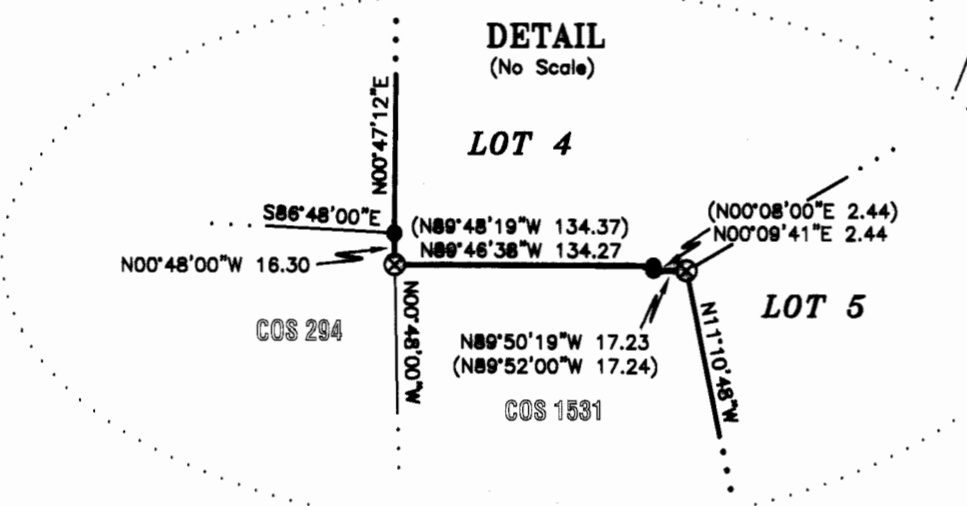 DETAIL
(No Scale)
N00°47'12"E
LOT 4
S86°48'00"E
(N89°48'19"W 134.37)
N89°46'38"W 134.27
(N00°08'00"E 2.44)
N00°09'41"E 2.44
N00°48'00"W 16.30
N00°48'00"W
COS 294
LOT 5
N11°10'48"W
N89°50'19"W 17.23
(N89°52'00"W 17.24)
COS 1531